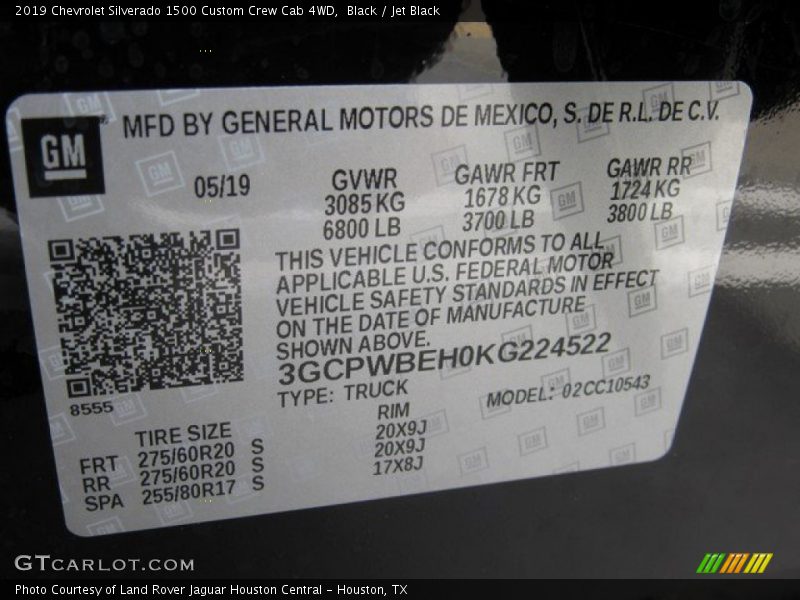 2019 Chevrolet Silverado 1500 Custom Crew Cab 4WD, Black / Jet Black
GM
MFD BY GENERAL MOTORS DE MEXICO, S. DE R.L. DE C.V.
05/19
GVWR
3085 KG
6800 LB
GAWR FRT
1678 KG
3700 LB
GAWR RR
1724 KG
3800 LB
THIS VEHICLE CONFORMS TO ALL
APPLICABLE U.S. FEDERAL MOTOR
VEHICLE SAFETY STANDARDS IN EFFECT
ON THE DATE OF MANUFACTURE
SHOWN ABOVE.
3GCPWBEH0KG224522
TYPE: TRUCK
MODEL: 02CC10543
8555
TIRE SIZE
RIM
FRT 275/60R20 S 20X9J
RR 275/60R20 S 20X9J
SPA 255/80R17 S 17X8J
GTCARLOT.COM
Photo Courtesy of Land Rover Jaguar Houston Central - Houston, TX